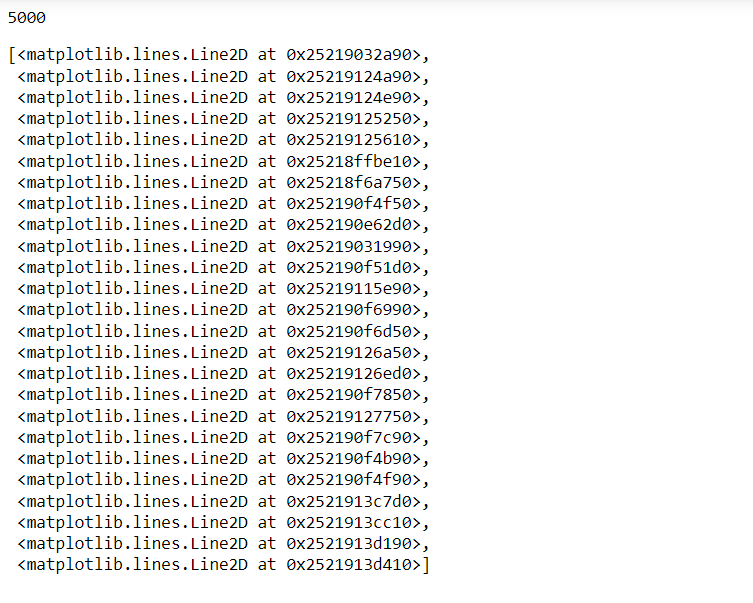 5000
[<matplotlib.lines.Line2D at 0x25219032a90>,
<matplotlib.lines.Line2D at 0x25219124a90>,
<matplotlib.lines.Line2D at 0x25219124e90>,
<matplotlib.lines.Line2D at 0x25219125250>,
<matplotlib.lines.Line2D at 0x25219125610>,
<matplotlib.lines.Line2D at 0x25218ffbe10>,
<matplotlib.lines.Line2D at 0x25218f6a750>,
<matplotlib.lines.Line2D at 0x252190f4f50>,
<matplotlib.lines.Line2D at 0x252190e62d0>,
<matplotlib.lines.Line2D at 0x25219031990>,
<matplotlib.lines.Line2D at 0x252190f51d0>,
<matplotlib.lines.Line2D at 0x25219115e90>,
<matplotlib.lines.Line2D at 0x252190f6990>,
<matplotlib.lines.Line2D at 0x252190f6d50>,
<matplotlib.lines.Line2D at 0x25219126a50>,
<matplotlib.lines.Line2D at 0x25219126ed0>,
<matplotlib.lines.Line2D at 0x252190f7850>,
<matplotlib.lines.Line2D at 0x25219127750>,
<matplotlib.lines.Line2D at 0x252190f7c90>,
<matplotlib.lines.Line2D at 0x252190f4b90>,
<matplotlib.lines.Line2D at 0x252190f4f90>,
<matplotlib.lines.Line2D at 0x2521913c7d0>,
<matplotlib.lines.Line2D at 0x2521913cc10>,
<matplotlib.lines.Line2D at 0x2521913d190>,
<matplotlib.lines.Line2D at 0x2521913d410>]